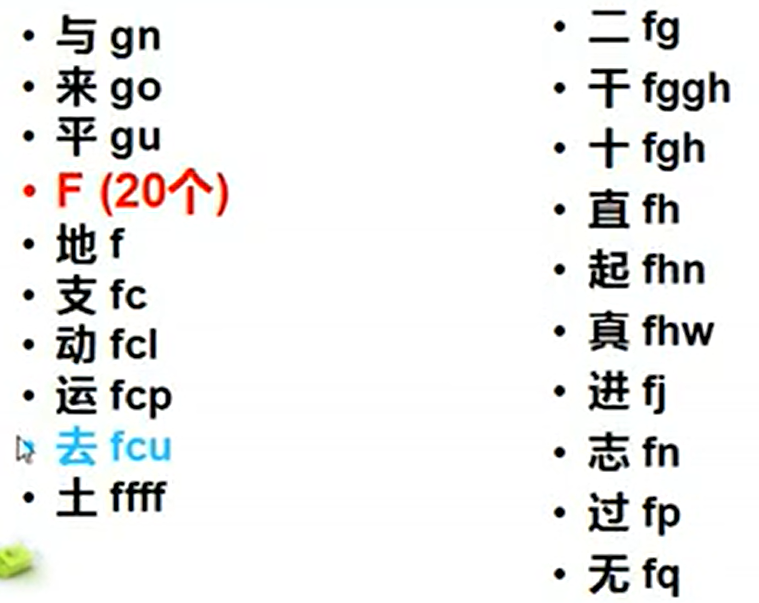 • 与 gn
• 来 go
• 平 gu
• F (20个)
• 地 f
• 支 fc
• 动 fcl
• 运 fcp
• 去 fcu
• 土 ffff
• 二 fg
• 干 fggh
• 十 fgh
• 直 fh
• 起 fhn
• 真 fhw
• 进 fj
• 志 fn
• 过 fp
• 无 fq